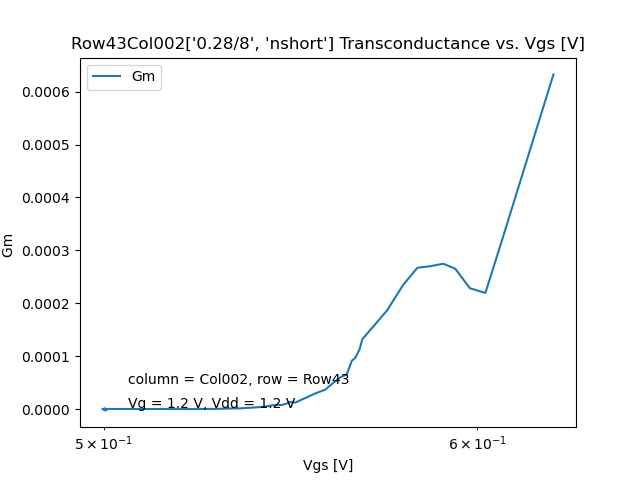 Row43Col002['0.28/8', 'nshort'] Transconductance vs. Vgs [V]
Gm
0.0006
0.0005
0.0004
0.0003
0.0002
0.0001
0.0000
Gm
column = Col002, row = Row43
Vg = 1.2 V, Vdd = 1.2 V
5 × 10⁻¹
6 × 10⁻¹
Vgs [V]